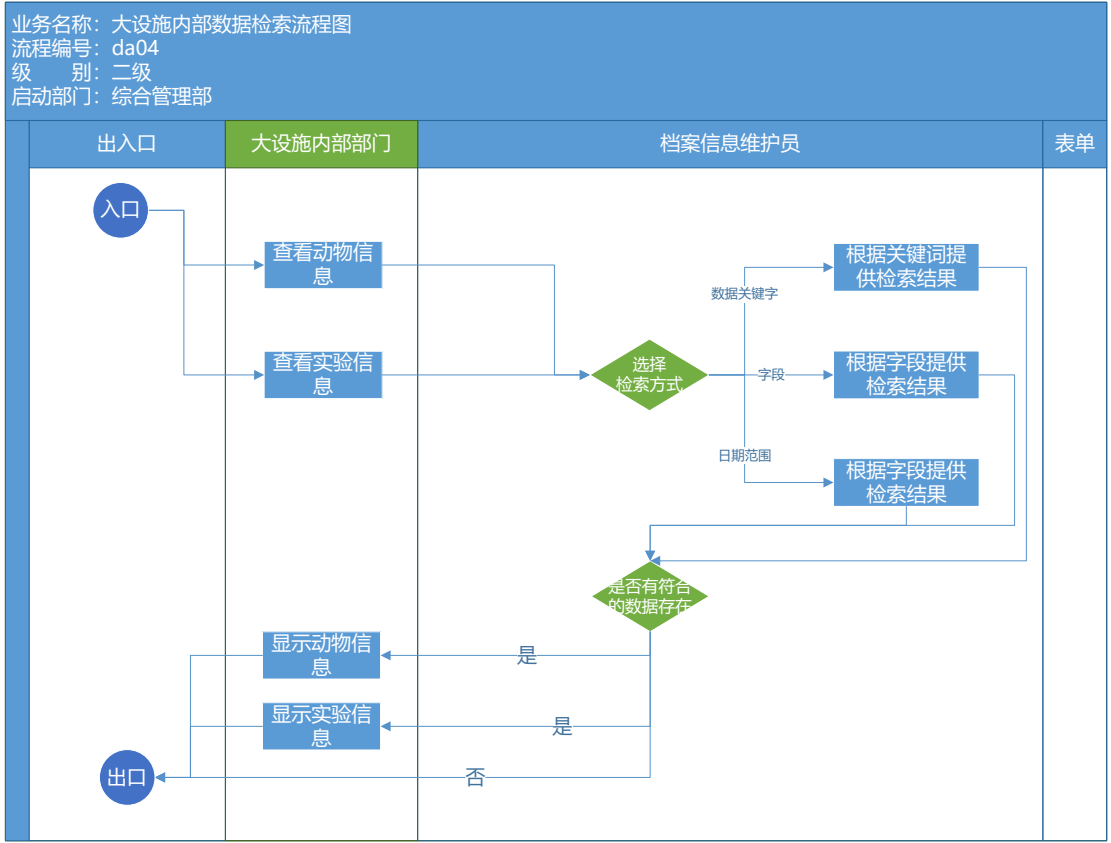 业务名称：大设施内部数据检索流程图
流程编号：da04
级　　别：二级
启动部门：综合管理部
出入口
大设施内部部门
档案信息维护员
表单
入口
查看动物信
息
根据关键词提
供检索结果
数据关键字
查看实验信
息
选择
检索方式
字段
根据字段提供
检索结果
日期范围
根据字段提供
检索结果
是否有符合
的数据存在
显示动物信
息
是
显示实验信
息
是
出口
否